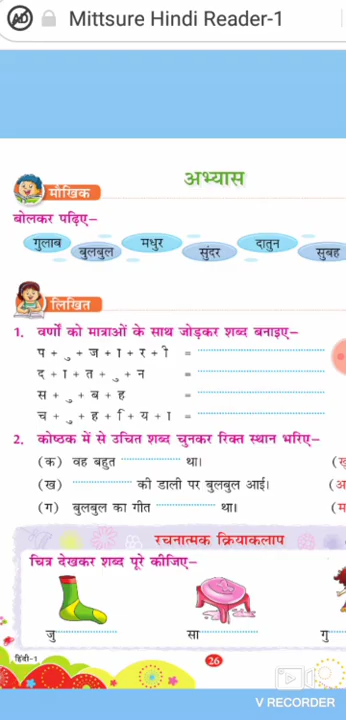 Mittsure Hindi Reader-1
अभ्यास
मौखिक
बोलकर पढ़िए–
गुलाब बुलबुल मधुर सुंदर दातुन सुबह
लिखित
1. वर्णों को मात्राओं के साथ जोड़कर शब्द बनाइए–
प + ु + ज + ा + र + ी =
द + ा + त + ु + न =
स + ु + ब + ह =
च + ु + ह + ि + य + ा =
2. कोष्ठक में से उचित शब्द चुनकर रिक्त स्थान भरिए–
(क) वह बहुत ............ था।
(ख) ............ की डाली पर बुलबुल आई।
(ग) बुलबुल का गीत ............ था।
रचनात्मक क्रियाकलाप
चित्र देखकर शब्द पूरे कीजिए–
जु............ सा............ गु
हिंदी-1 26
V RECORDER